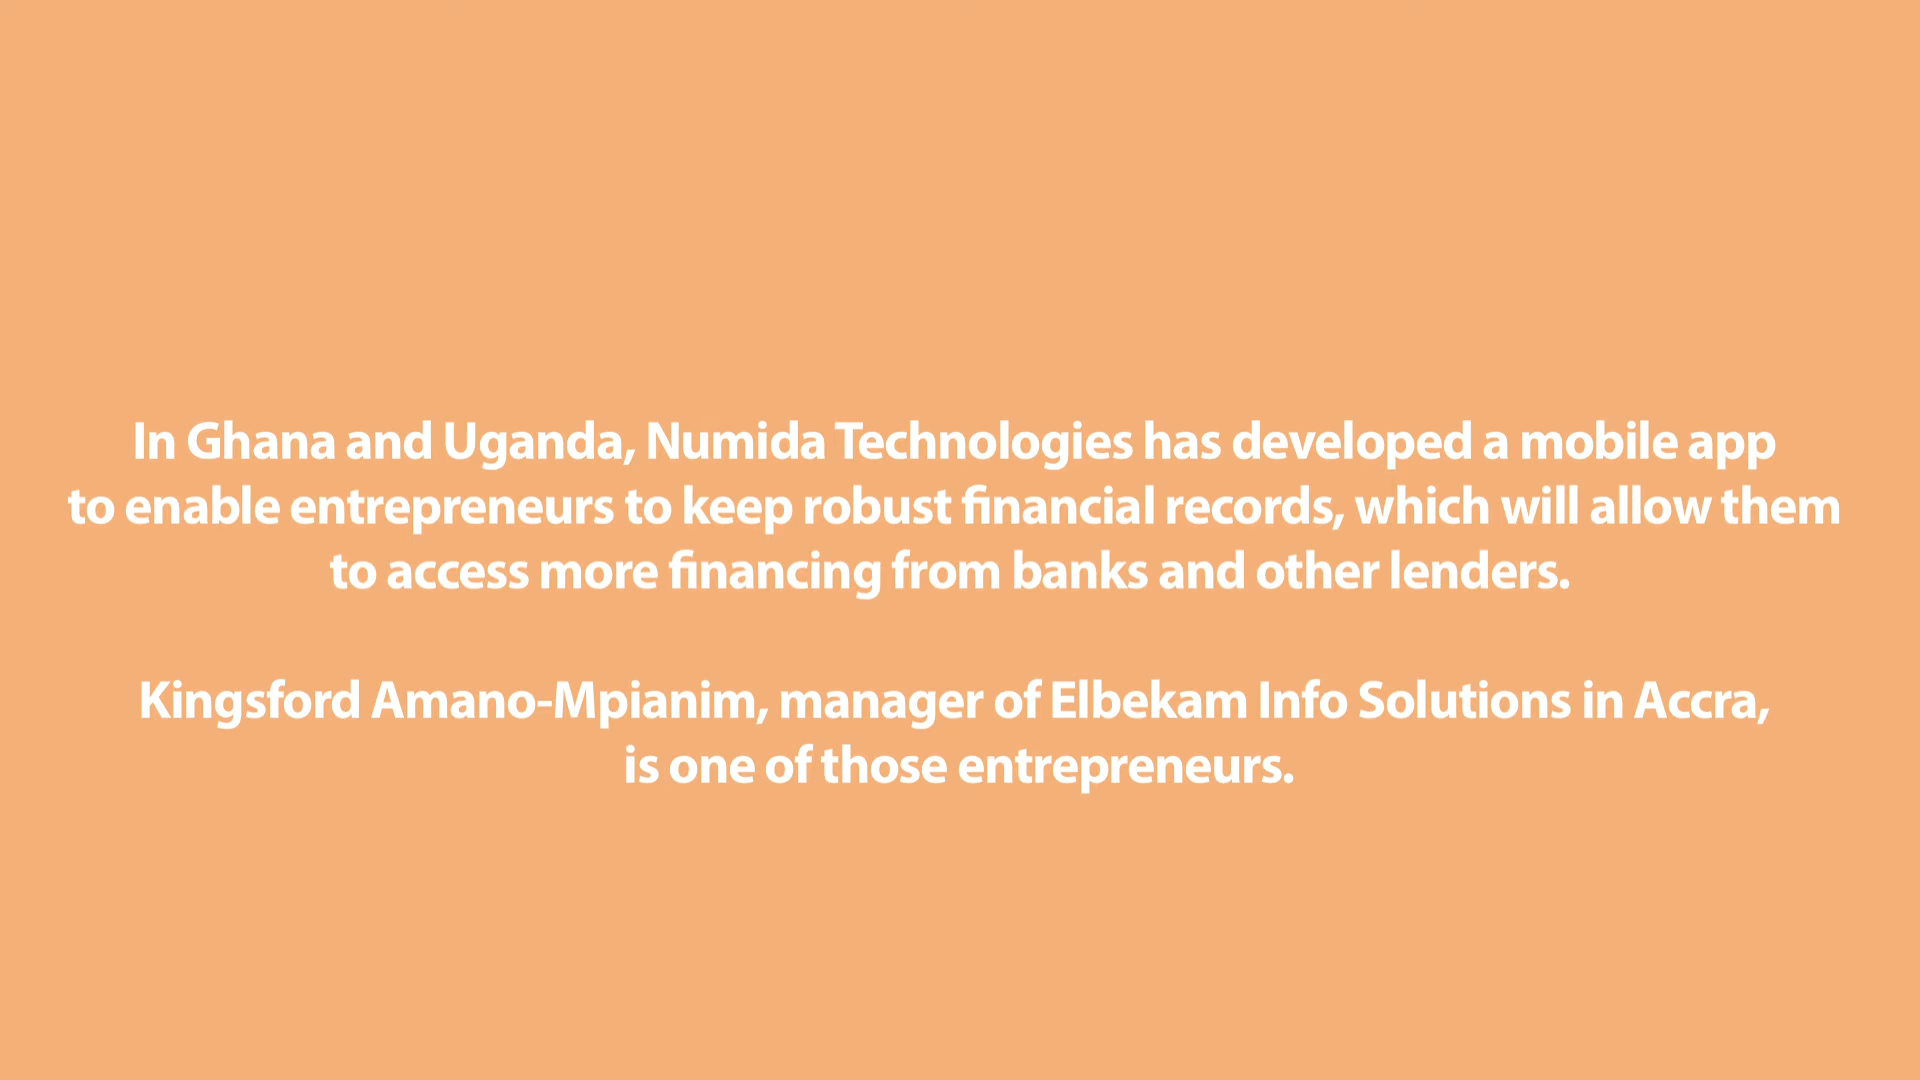 In Ghana and Uganda, Numida Technologies has developed a mobile app
to enable entrepreneurs to keep robust financial records, which will allow them
to access more financing from banks and other lenders.
Kingsford Amano-Mpianim, manager of Elbekam Info Solutions in Accra,
is one of those entrepreneurs.